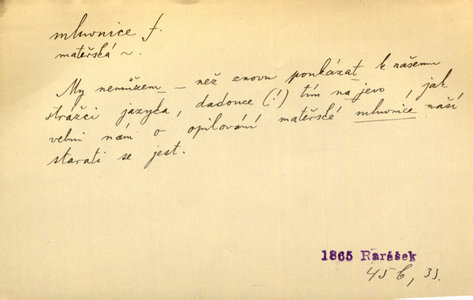 mluvnice f.
mateřská ~.
My nemůžem – než znovu poukázat k našemu
strážci jazyka, dadouce (!) tím na jevo, jak
velmi nám o opilování mateřské mluvnice naší
starati se jest.
1865 Rarášek
45 b, 33.